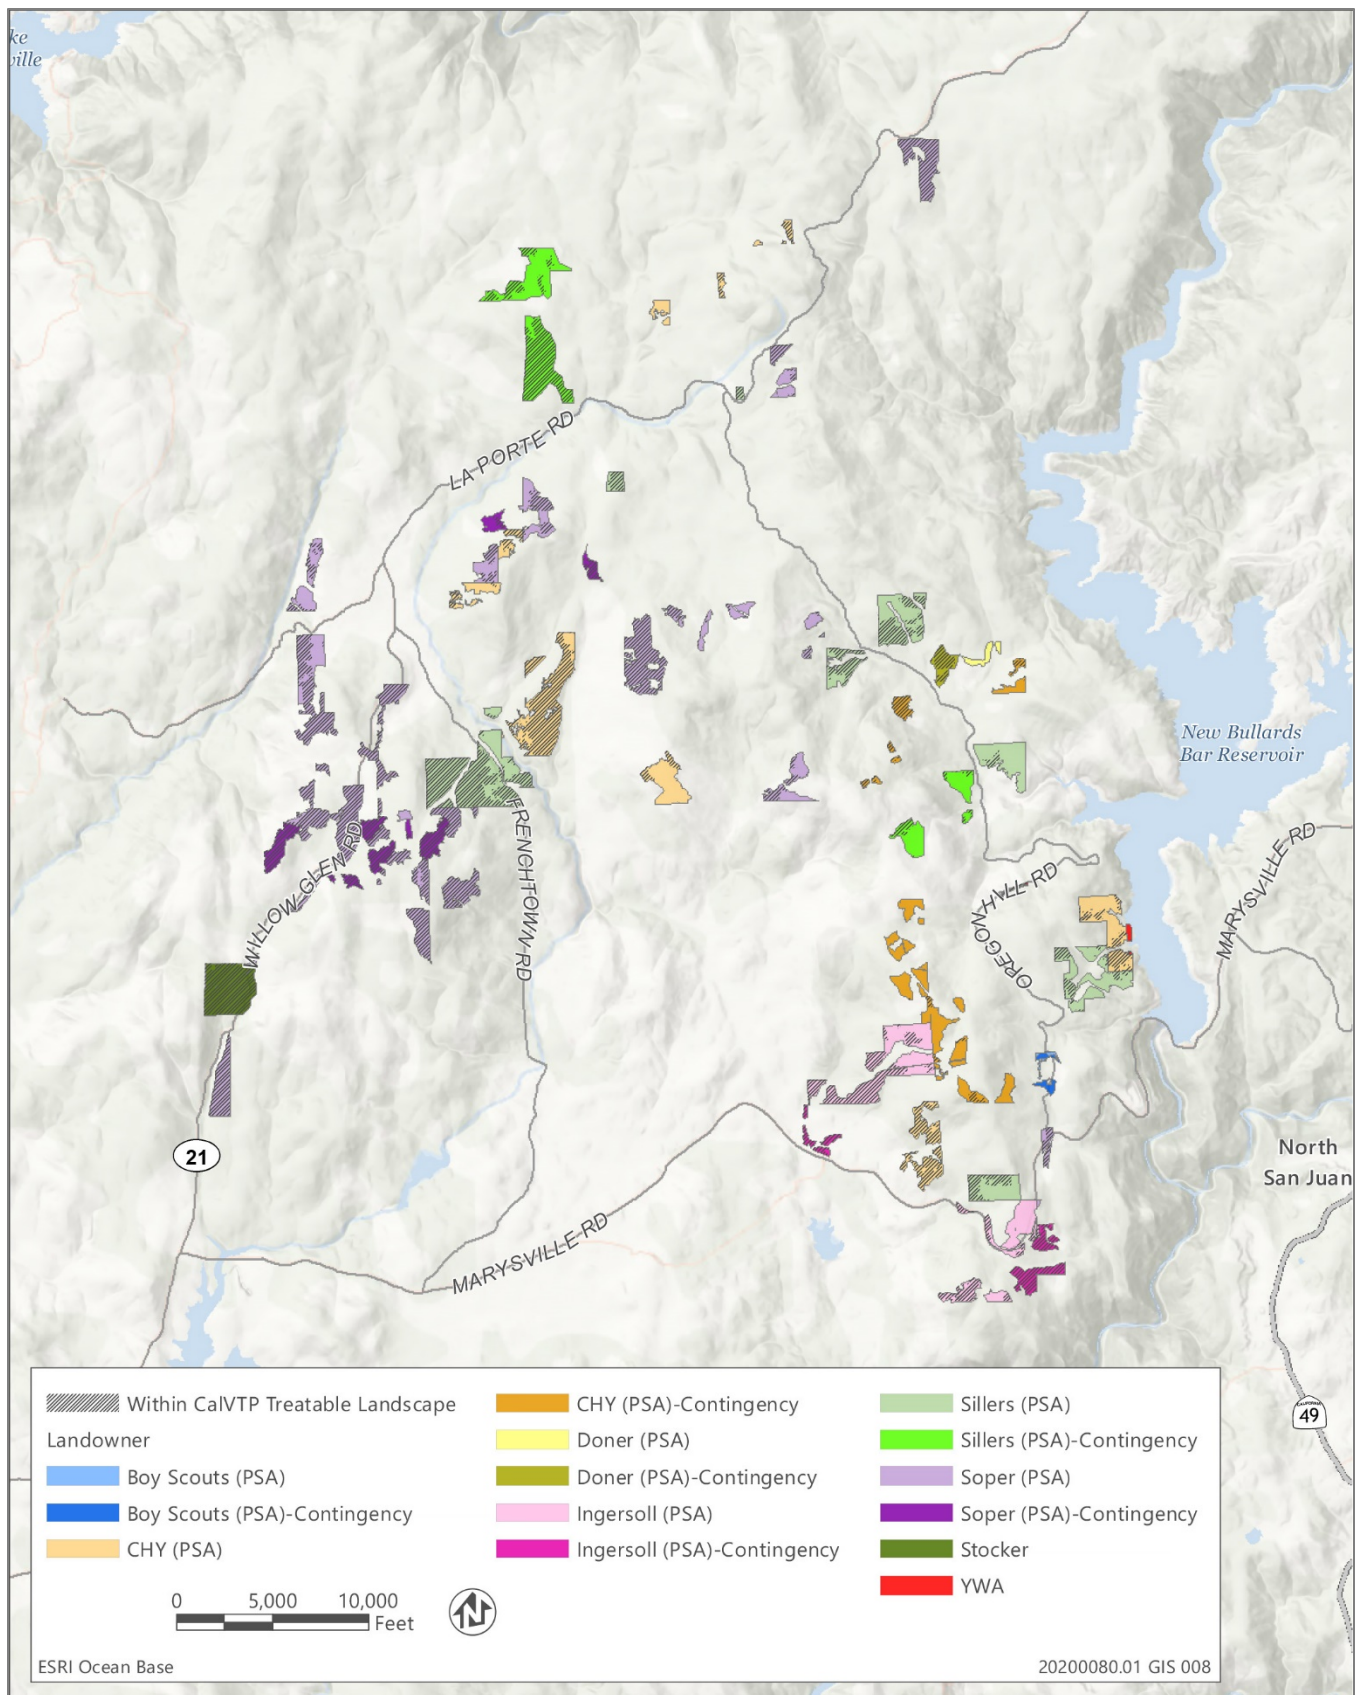 ke
ville
LA PORTE RD
New Bullards
Bar Reservoir
FRENCHTOWN RD
WILLOW GLEN RD
MARYSVILLE RD
OREGON HILL RD
21
North
San Juan
MARYSVILLE RD
CALIFORNIA
49
Within CalVTP Treatable Landscape
Landowner
Boy Scouts (PSA)
Boy Scouts (PSA)-Contingency
CHY (PSA)
CHY (PSA)-Contingency
Doner (PSA)
Doner (PSA)-Contingency
Ingersoll (PSA)
Ingersoll (PSA)-Contingency
Sillers (PSA)
Sillers (PSA)-Contingency
Soper (PSA)
Soper (PSA)-Contingency
Stocker
YWA
0 5,000 10,000
Feet
N
ESRI Ocean Base
20200080.01 GIS 008